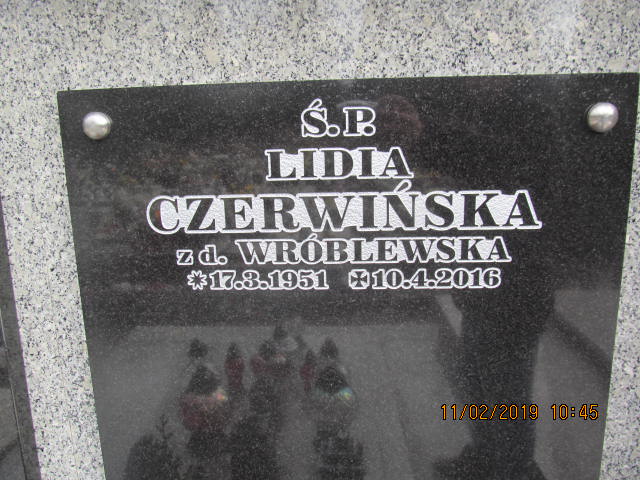 Ś.P.
LIDIA
CZERWIŃSKA
z d. WRÓBLEWSKA
*17.3.1951 ✠10.4.2016
11/02/2019 10:45